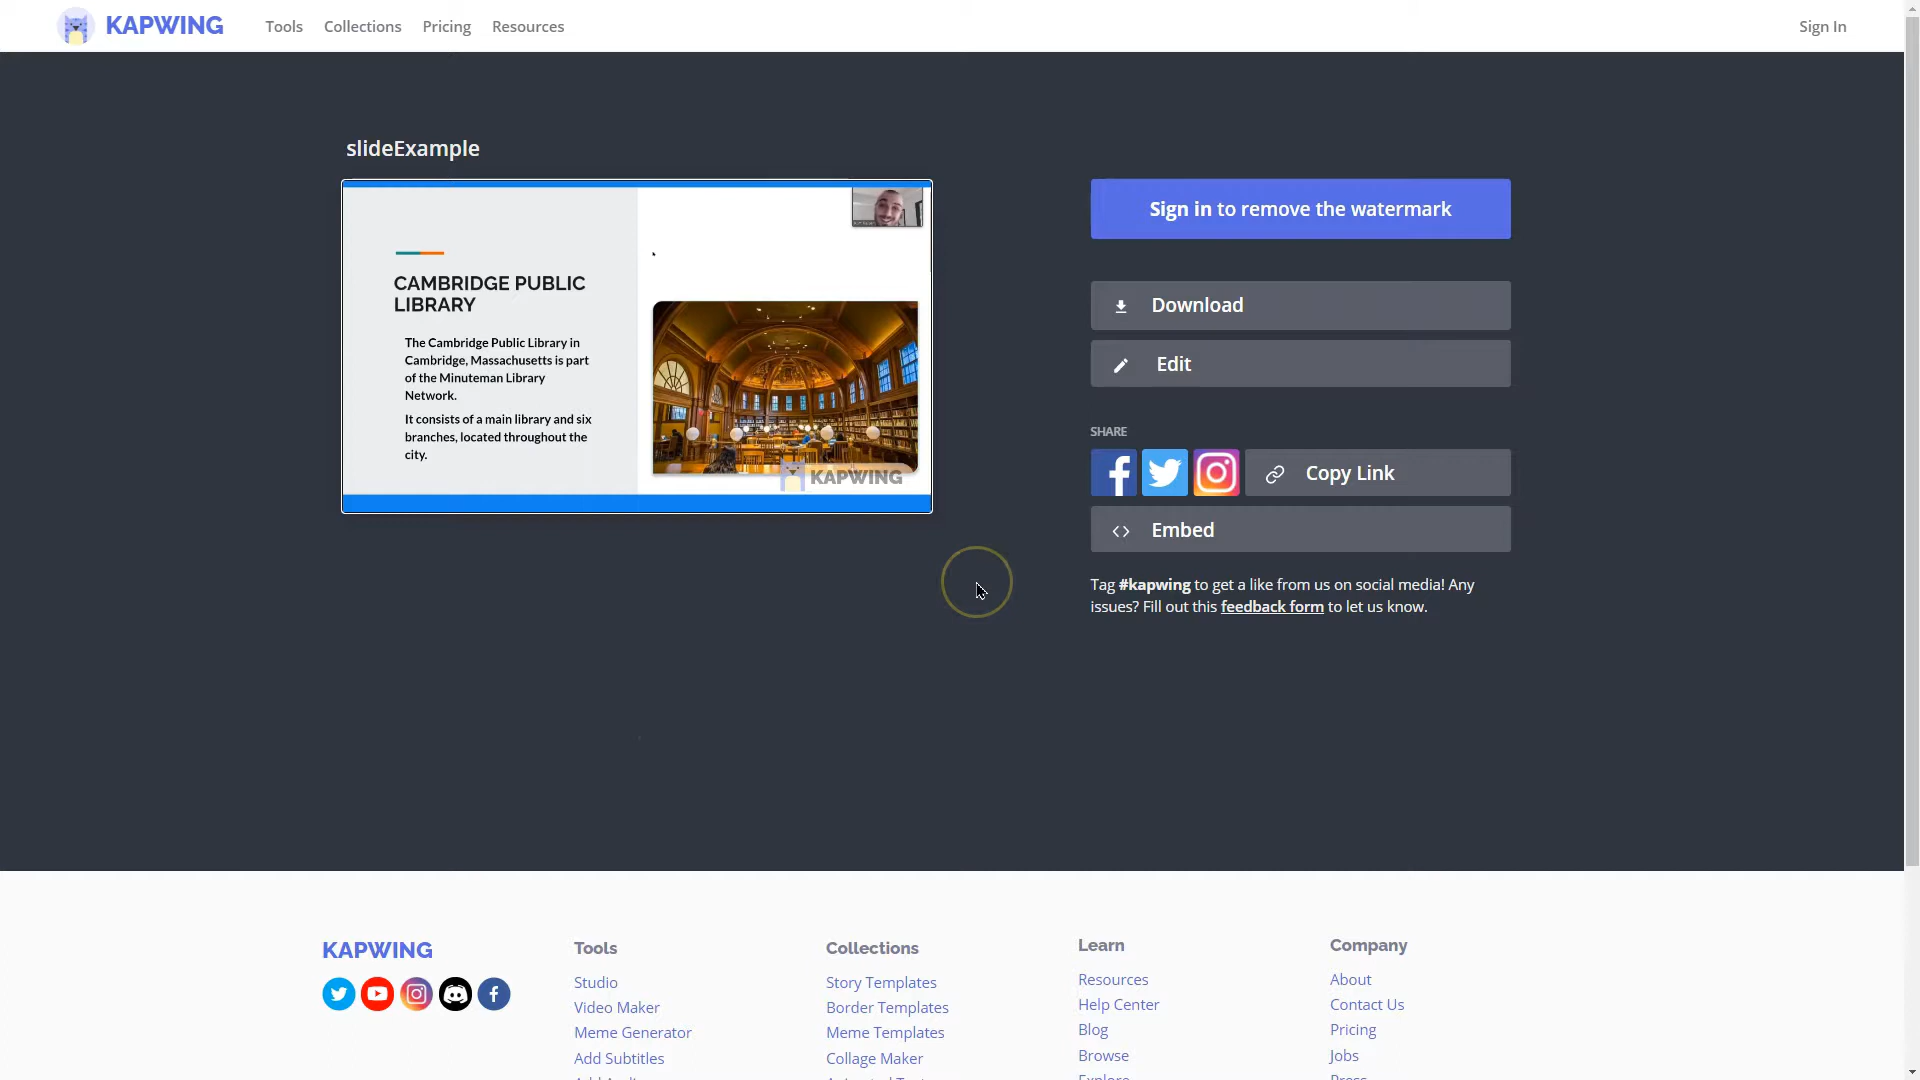 KAPWING
Tools
Collections
Pricing
Resources
Sign In
slideExample
CAMBRIDGE PUBLIC
LIBRARY
The Cambridge Public Library in
Cambridge, Massachusetts is part
of the Minuteman Library
Network.
It consists of a main library and six
branches, located throughout the
city.
KAPWING
Sign in to remove the watermark
Download
Edit
SHARE
Copy Link
Embed
Tag #kapwing to get a like from us on social media! Any
issues? Fill out this feedback form to let us know.
KAPWING
Tools
Studio
Video Maker
Meme Generator
Add Subtitles
Collections
Story Templates
Border Templates
Meme Templates
Collage Maker
Learn
Resources
Help Center
Blog
Browse
Company
About
Contact Us
Pricing
Jobs